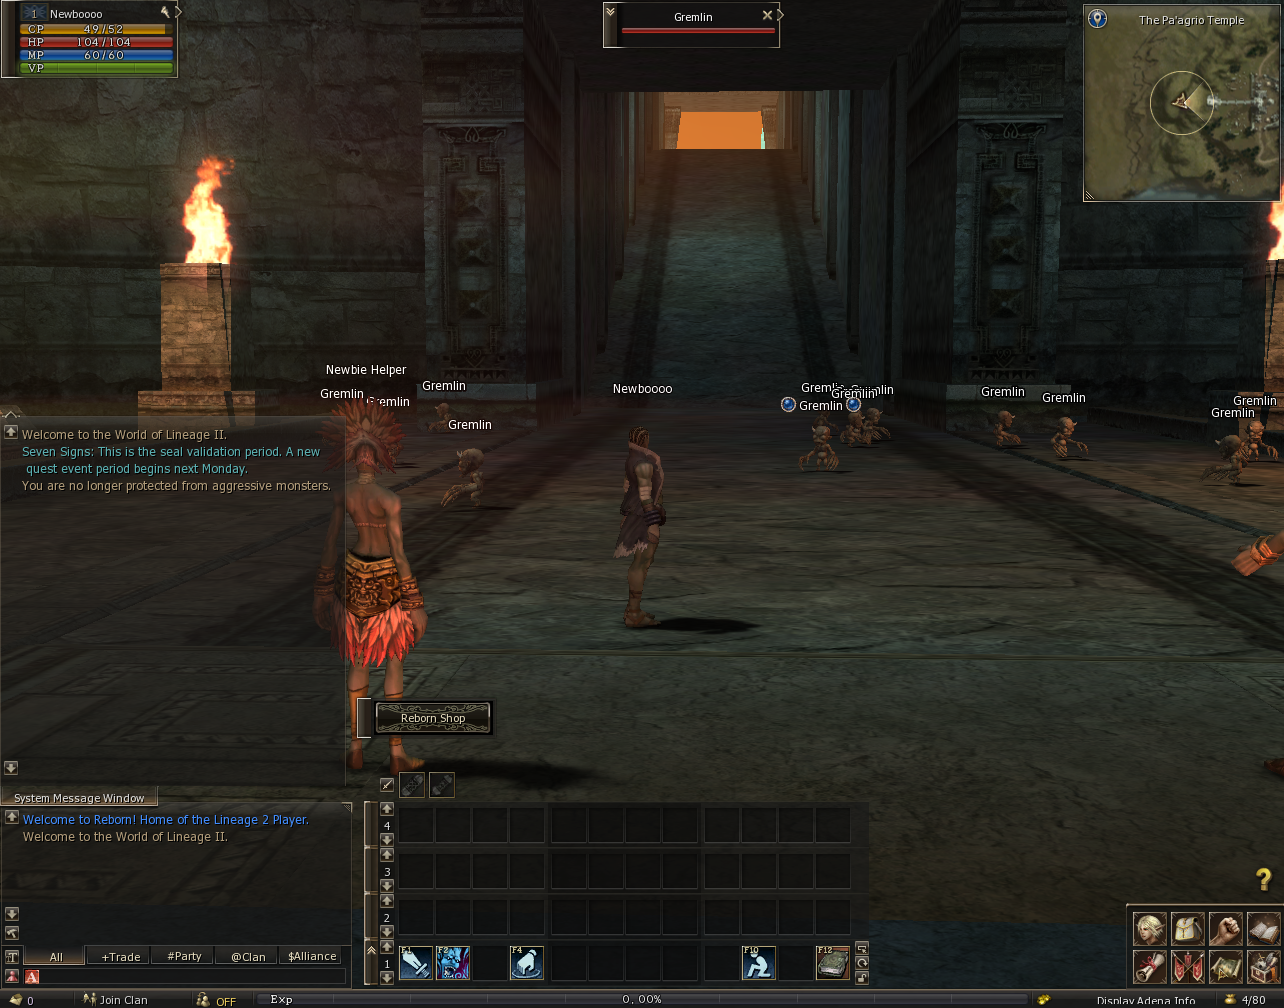 1 Newboooo
CP 49/52
HP 104/104
MP 60/60
VP
Gremlin
The Pa'agrio Temple
Newbie Helper
Gremlin
Gremlin
Gremlin
Gremlin
Newboooo
Gremlin
Gremlin
Gremlin
Gremlin
Gremlin
Gremlin
Gremlin
Gremlin
Welcome to the World of Lineage II.
Seven Signs: This is the seal validation period. A new
quest event period begins next Monday.
You are no longer protected from aggressive monsters.
Reborn Shop
System Message Window
Welcome to Reborn! Home of the Lineage 2 Player.
Welcome to the World of Lineage II.
4
3
2
1
F1 F2 F4 F10 F12
All +Trade #Party @Clan $Alliance
A
0 Join Clan OFF Exp 0.00% Display Adena Info 4/80